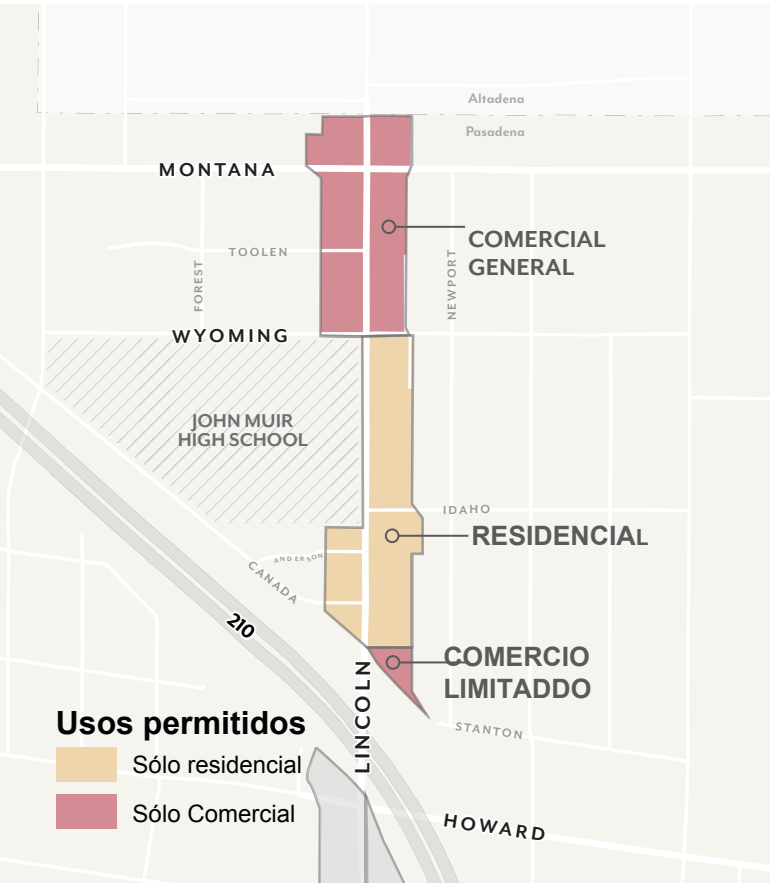 Altadena
Pasadena
MONTANA
COMERCIAL
GENERAL
TOOLEN
FOREST
NEWPORT
WYOMING
JOHN MUIR
HIGH SCHOOL
IDAHO
RESIDENCIAL
ANDERSON
CANADA
210
COMERCIO
LIMITADDO
LINCOLN
STANTON
Usos permitidos
Sólo residencial
Sólo Comercial
HOWARD